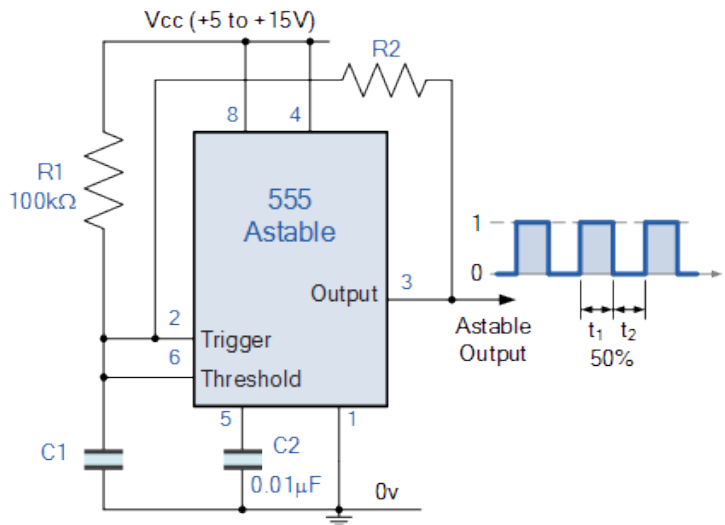 Vcc (+5 to +15V)
R2
8
4
R1
100kΩ
555
Astable
1
0
3
Output
2
Trigger
6
Threshold
Astable
Output
t1
t2
50%
5
1
C1
C2
0.01µF
0v